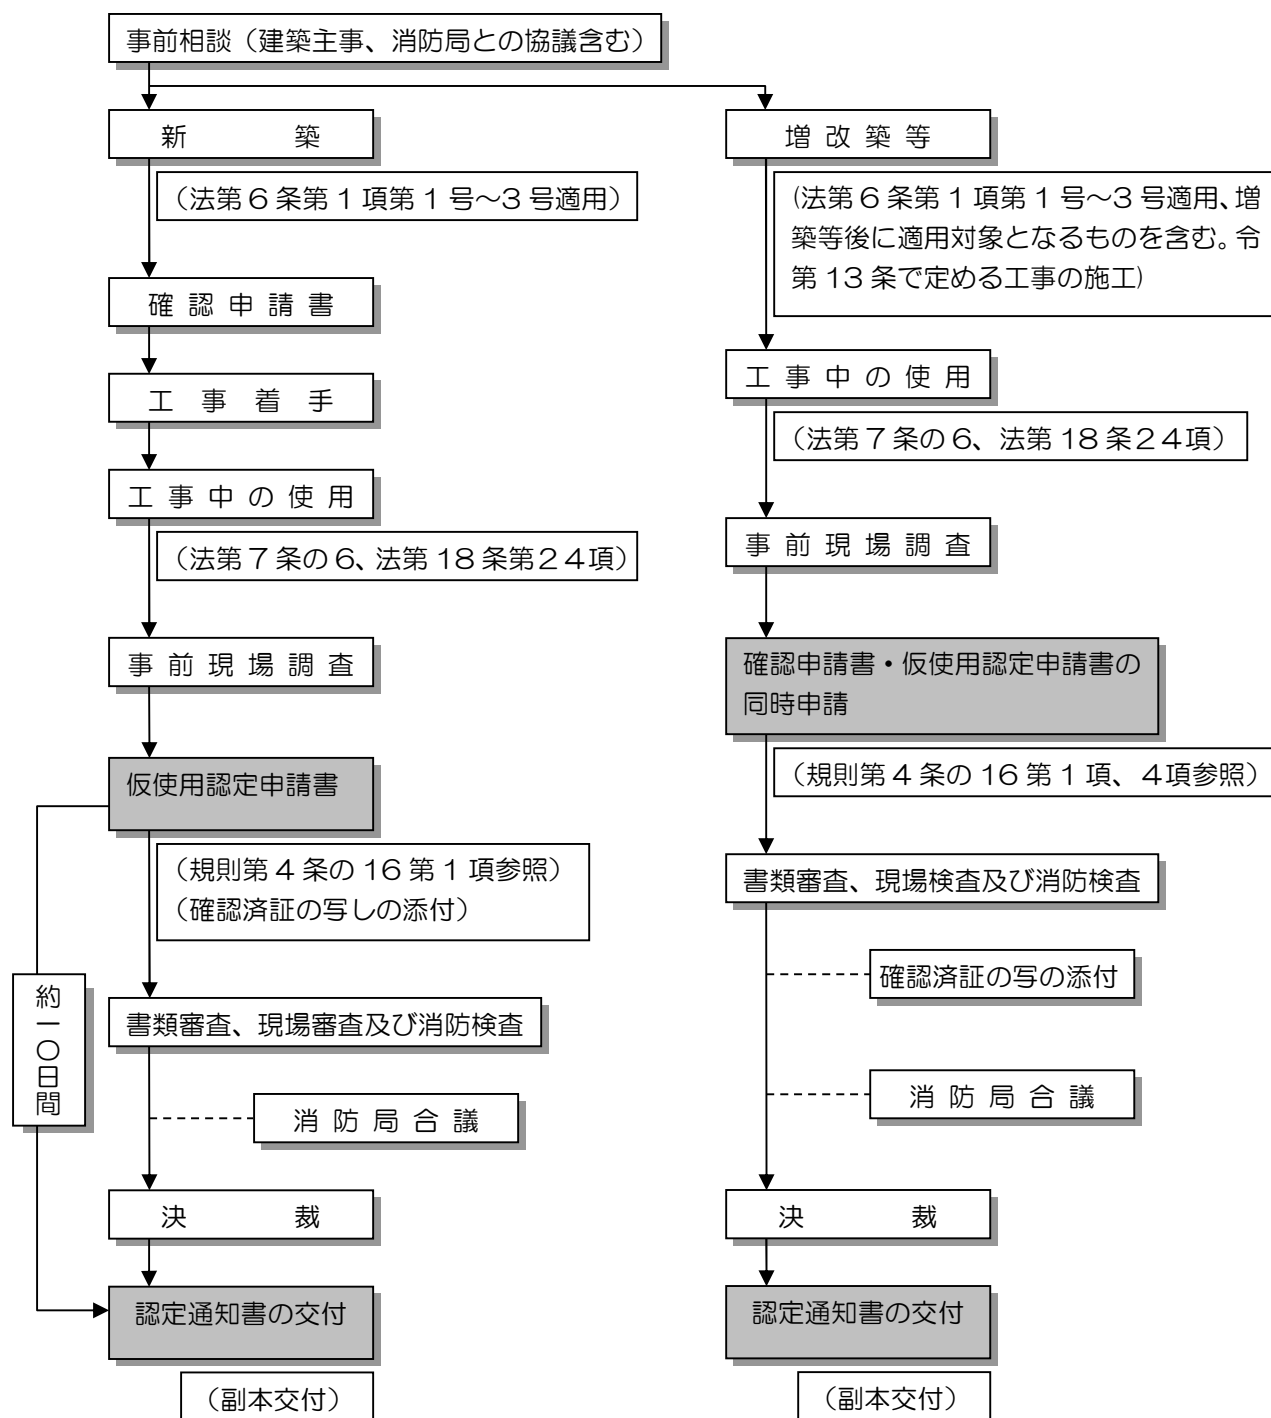 事前相談（建築主事、消防局との協議含む）
新　　　築
（法第６条第１項第１号～３号適用）
確 認 申 請 書
工 事 着 手
工 事 中 の 使 用
（法第７条の６、法第18条第２４項）
事 前 現 場 調 査
仮使用認定申請書
（規則第４条の16第１項参照）
（確認済証の写しの添付）
約一〇日間
書類審査、現場審査及び消防検査
消 防 局 合 議
決　　　裁
認定通知書の交付
（副本交付）
増 改 築 等
(法第６条第１項第１号～３号適用、増
築等後に適用対象となるものを含む。令
第13条で定める工事の施工)
工 事 中 の 使 用
（法第７条の６、法第18条２４項）
事 前 現 場 調 査
確認申請書・仮使用認定申請書の
同時申請
（規則第４条の16第１項、４項参照）
書類審査、現場検査及び消防検査
確認済証の写の添付
消 防 局 合 議
決　　　裁
認定通知書の交付
（副本交付）